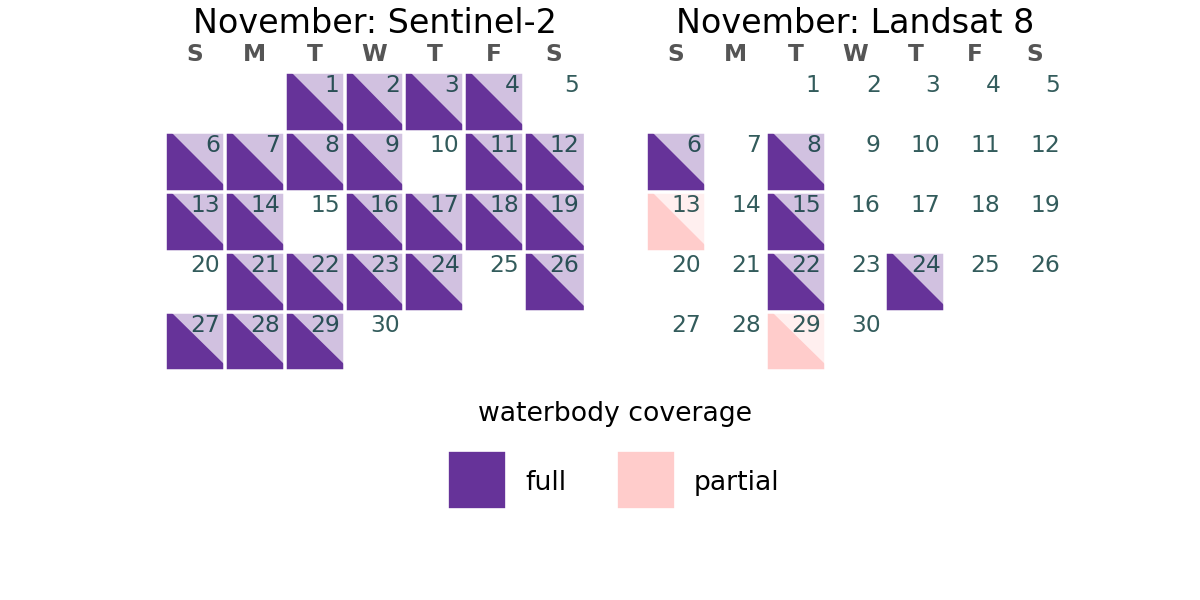 November: Sentinel-2
S M T W T F S
1 2 3 4 5
6 7 8 9 10 11 12
13 14 15 16 17 18 19
20 21 22 23 24 25 26
27 28 29 30
November: Landsat 8
S M T W T F S
1 2 3 4 5
6 7 8 9 10 11 12
13 14 15 16 17 18 19
20 21 22 23 24 25 26
27 28 29 30
waterbody coverage
full partial